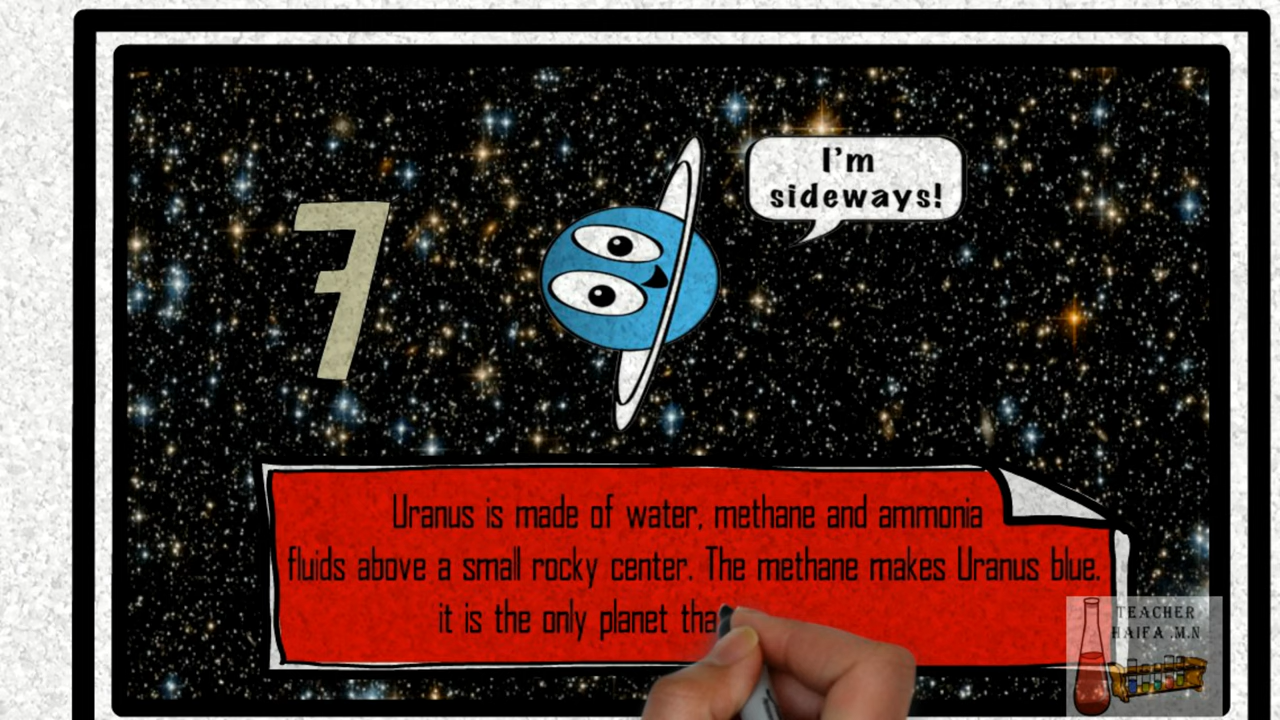 7
I'm
sideways!
Uranus is made of water, methane and ammonia
fluids above a small rocky center. The methane makes Uranus blue.
it is the only planet tha
TEACHER
HAIFA .M.N